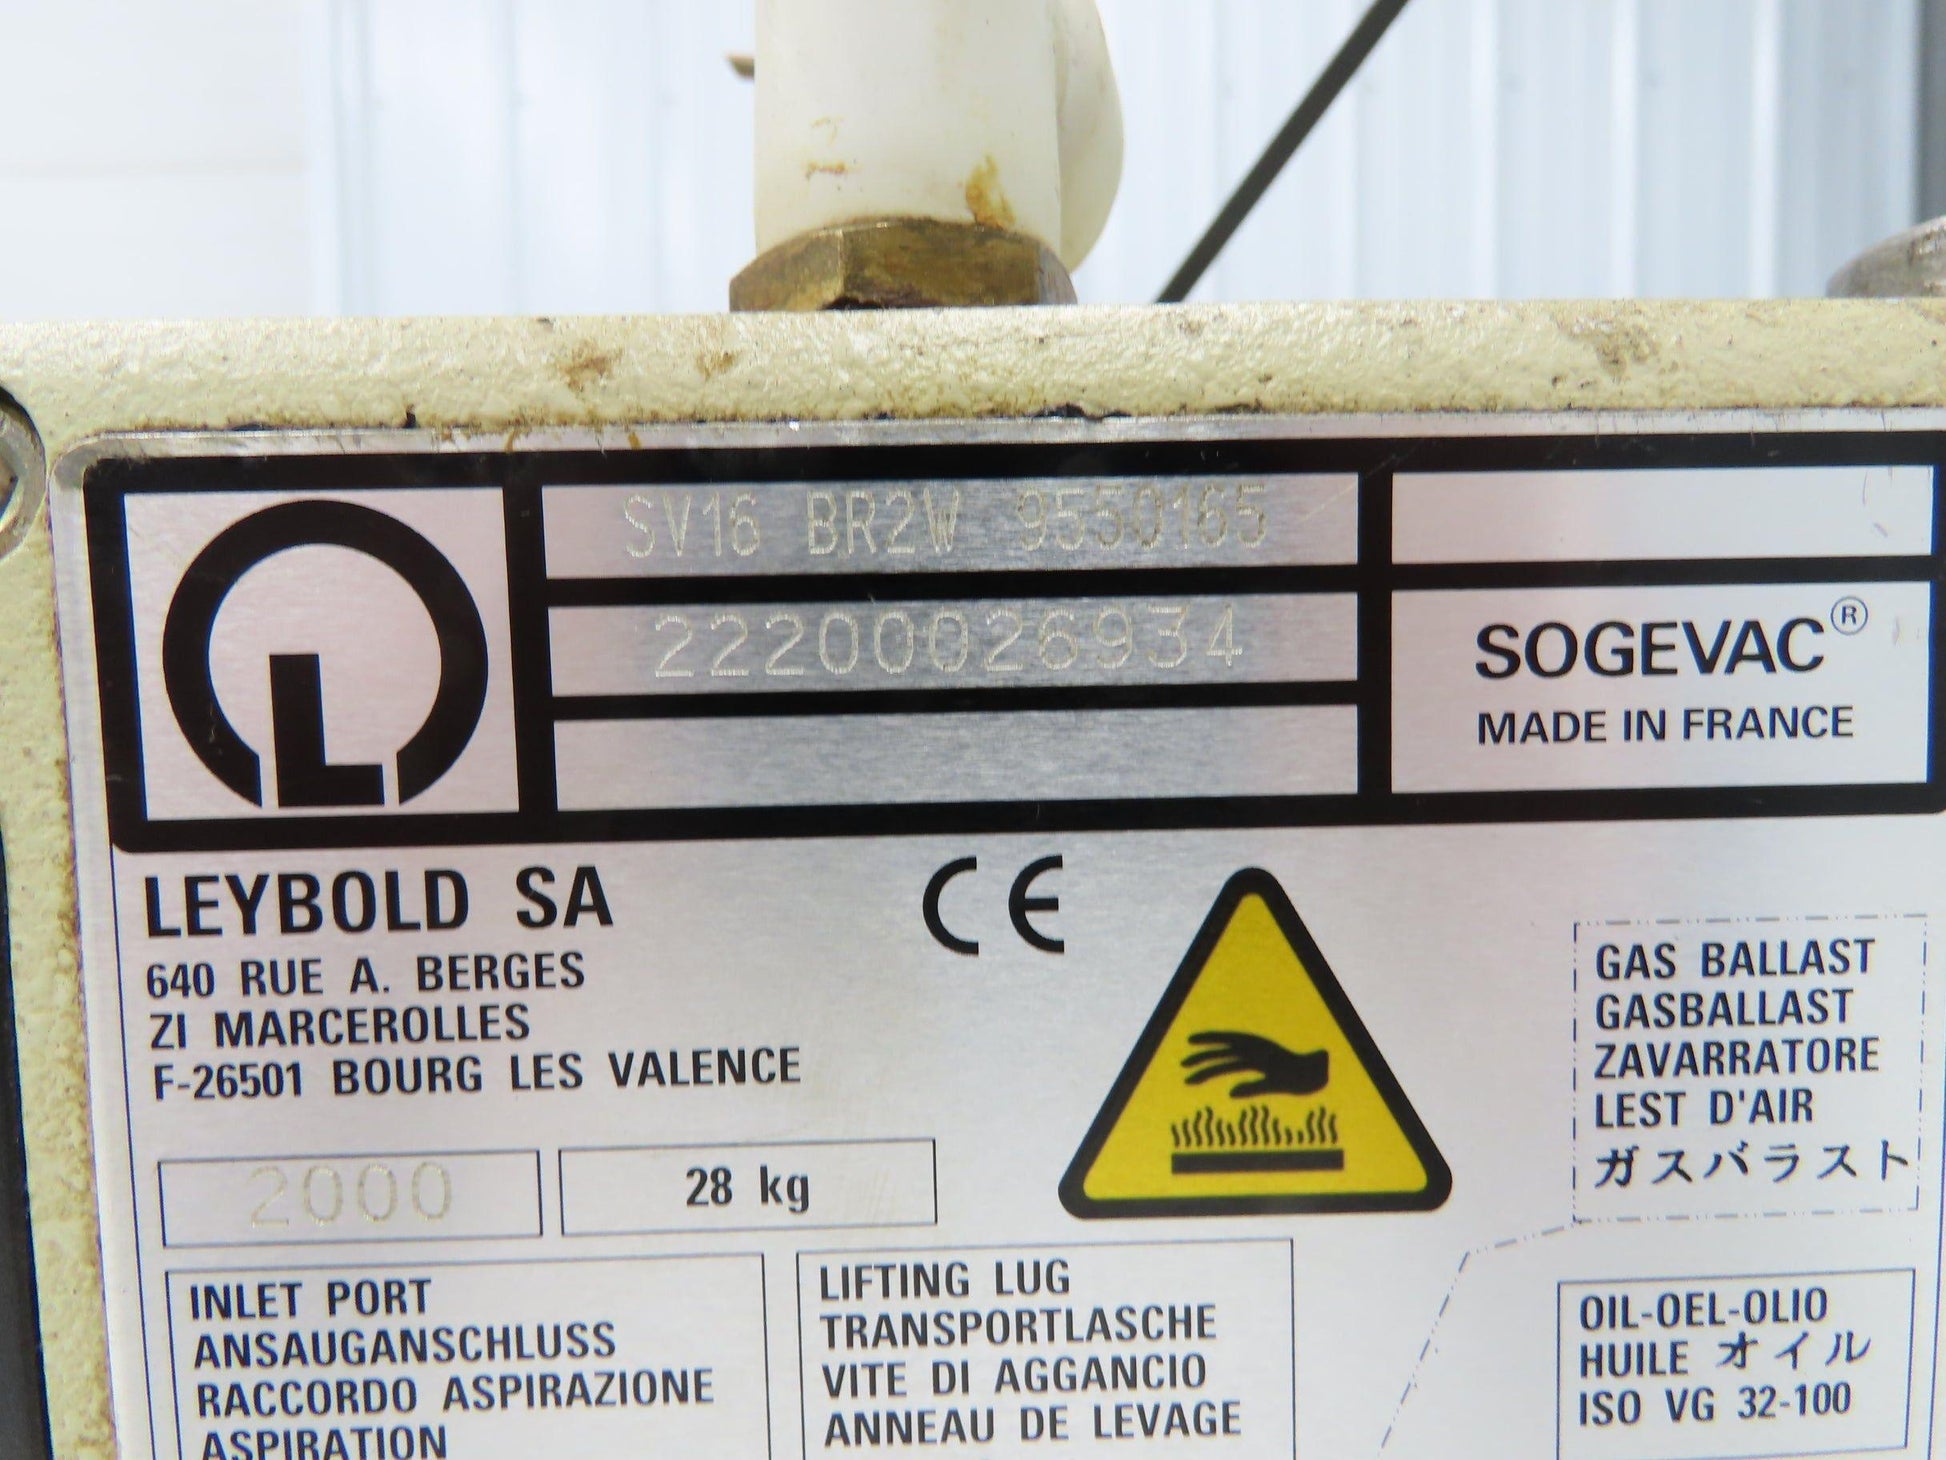 SV16 BR2W 9550165
22200026934
SOGEVAC®
MADE IN FRANCE
LEYBOLD SA
640 RUE A. BERGES
ZI MARCEROLLES
F-26501 BOURG LES VALENCE
CE
2000
28 kg
GAS BALLAST
GASBALLAST
ZAVARRATORE
LEST D'AIR
ガスバラスト
INLET PORT
ANSAUGANSCHLUSS
RACCORDO ASPIRAZIONE
ASPIRATION
LIFTING LUG
TRANSPORTLASCHE
VITE DI AGGANCIO
ANNEAU DE LEVAGE
OIL-OEL-OLIO
HUILE オイル
ISO VG 32-100